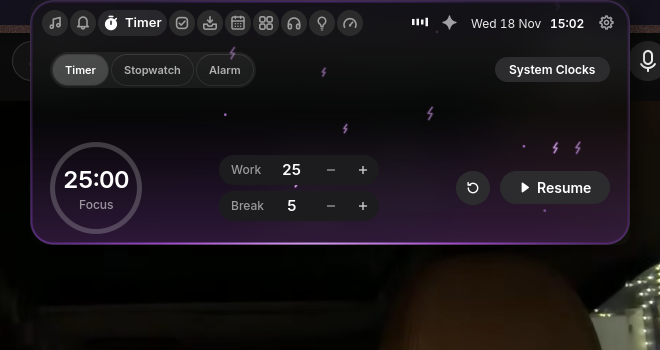 Timer Wed 18 Nov 15:02
Timer Stopwatch Alarm System Clocks
25:00
Focus
Work 25 − +
Break 5 − +
Resume